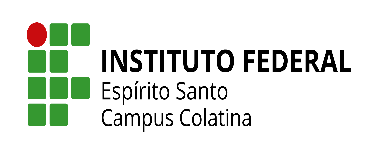 INSTITUTO FEDERAL
Espírito Santo
Campus Colatina